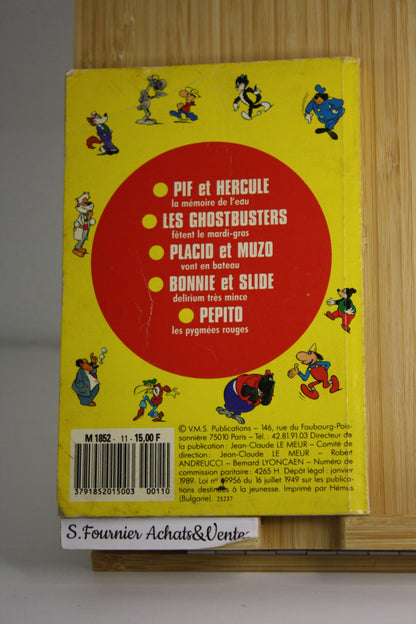 PIF et HERCULE
la mémoire de l'eau
LES GHOSTBUSTERS
fêtent le mardi-gras
PLACID et MUZO
vont en bateau
BONNIE et SLIDE
delirium très mince
PEPITO
les pygmées rouges
© V.M.S. Publications - 146, rue du Faubourg-Pois-
sonnière 75010 Paris - Tél. : 42.81.91.03 Directeur de
la publication : Jean-Claude LE MEUR - Comité de
direction : Jean-Claude LE MEUR - Robert
ANDREUCCI - Bernard LYONCAEN - Numéro de
commission paritaire : 4265 H. Dépôt légal : janvier
1989. Loi n° 49956 du 16 juillet 1949 sur les publica-
tions destinées à la jeunesse. Imprimé par Hémus
(Bulgarie). 25237
M 1852 - 11 - 15,00 F
3791852015003 00110
S.Fournier Achats&Ventes